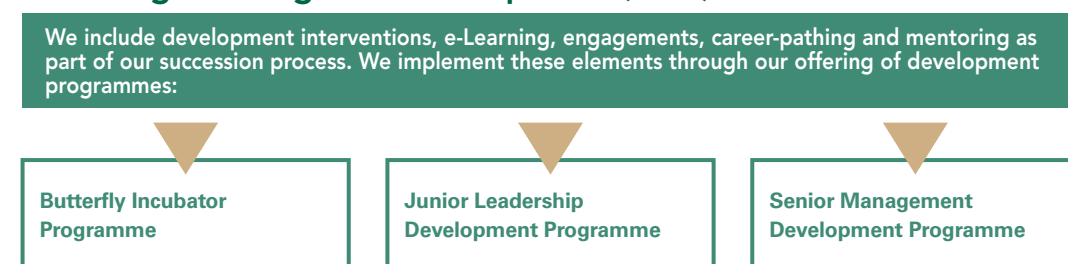 We include development interventions, e-Learning, engagements, career-pathing and mentoring as
part of our succession process. We implement these elements through our offering of development
programmes:
Butterfly Incubator
Programme
Junior Leadership
Development Programme
Senior Management
Development Programme